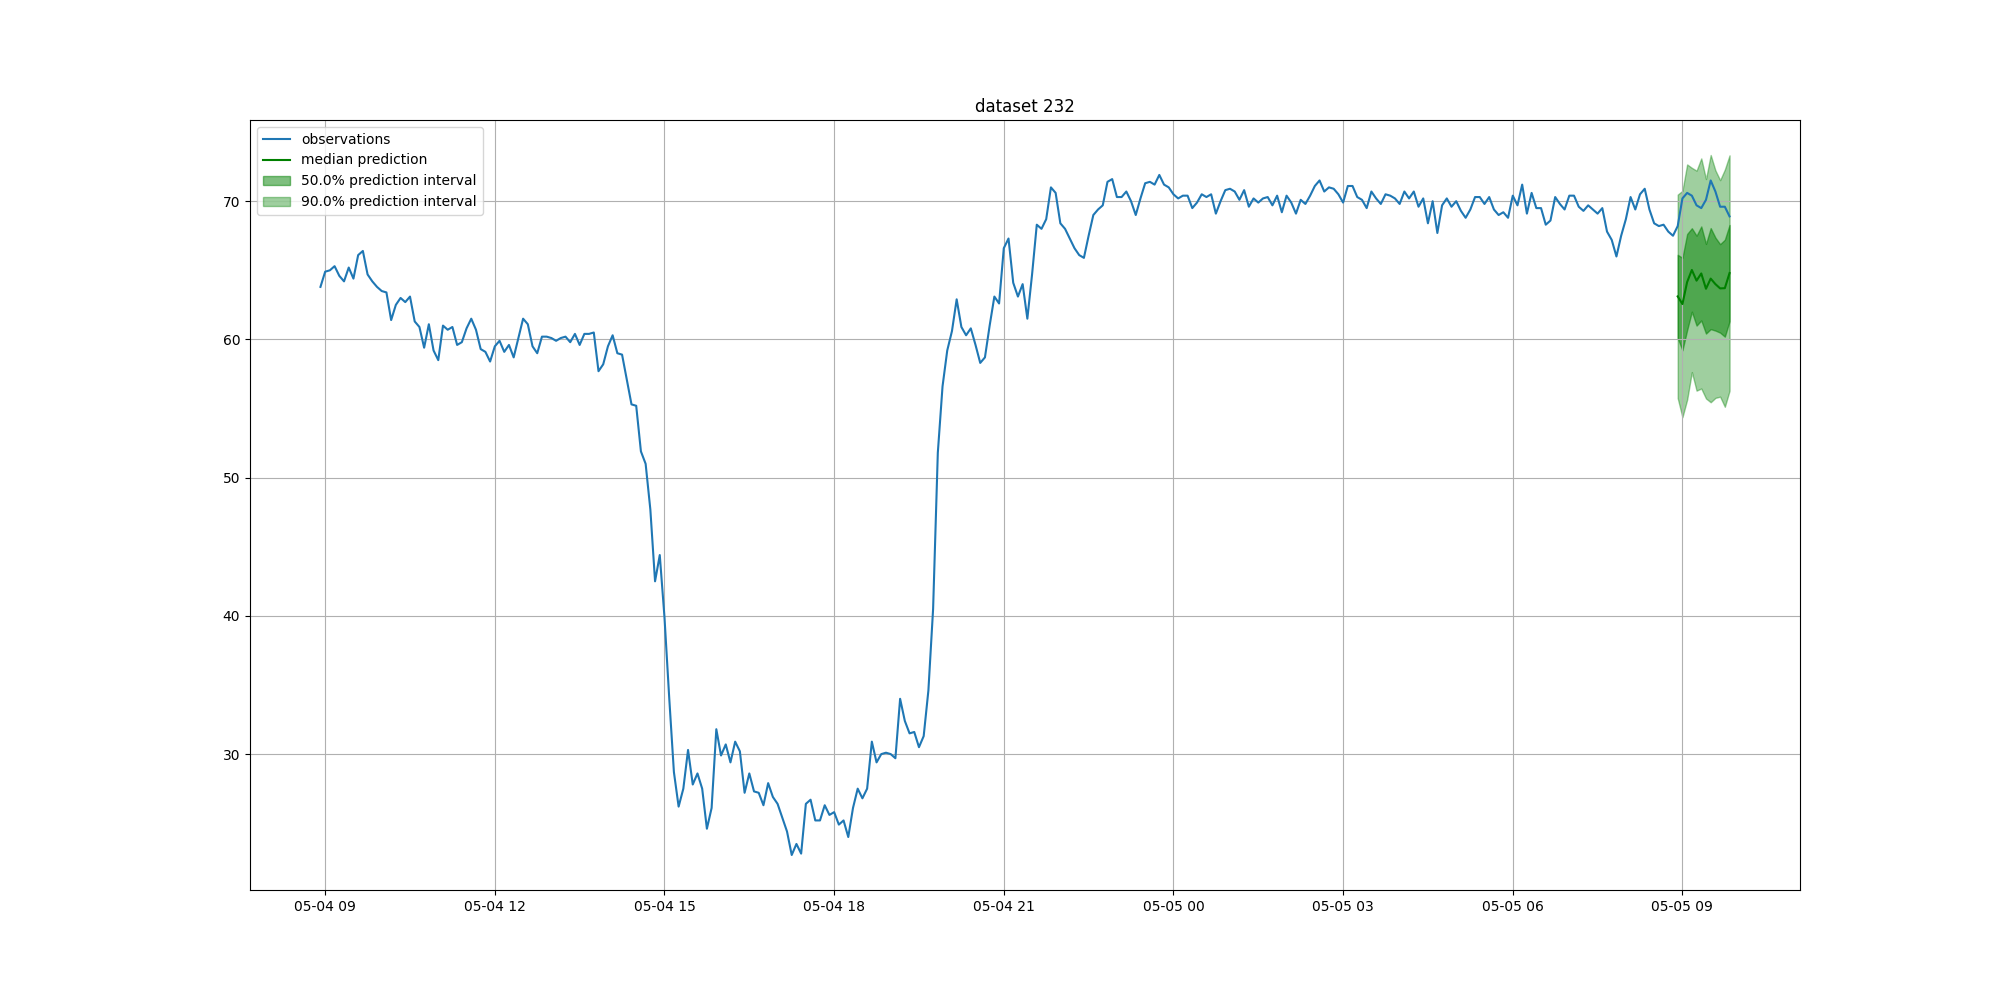 dataset 232
observations
median prediction
50.0% prediction interval
90.0% prediction interval
70
60
50
40
30
05-04 09 05-04 12 05-04 15 05-04 18 05-04 21 05-05 00 05-05 03 05-05 06 05-05 09